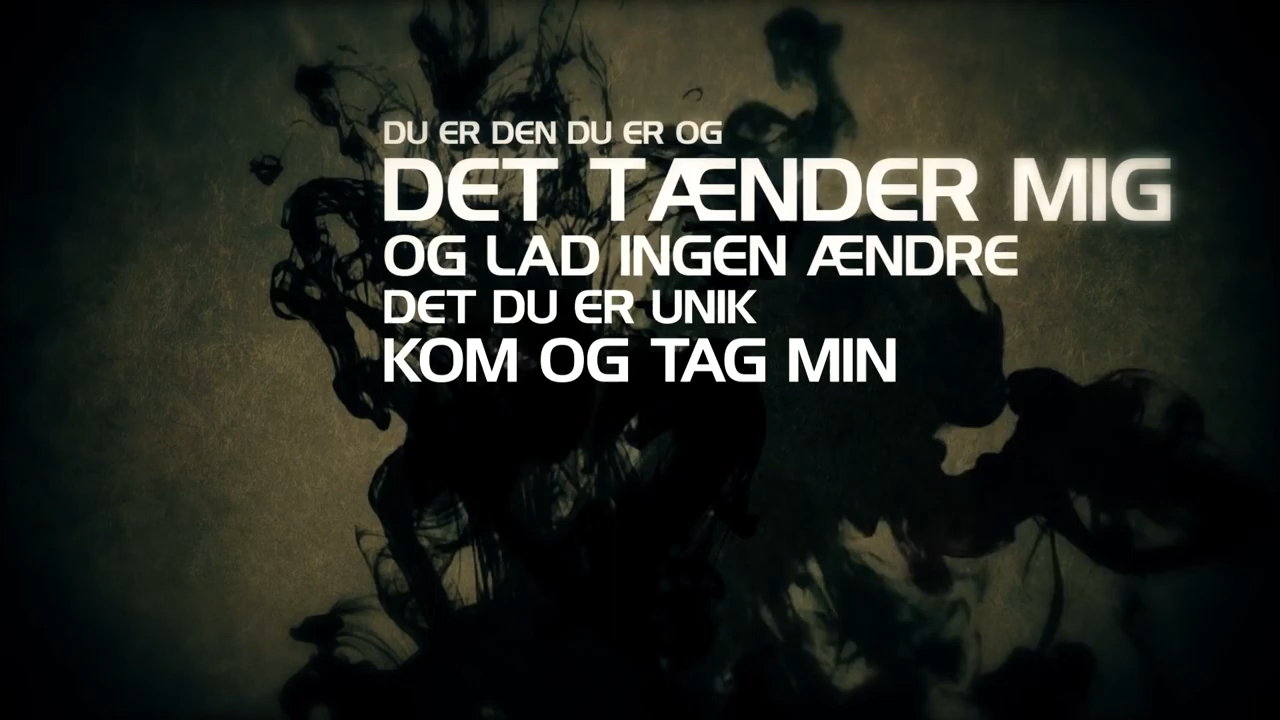 DU ER DEN DU ER OG
DET TÆNDER MIG
OG LAD INGEN ÆNDRE
DET DU ER UNIK
KOM OG TAG MIN